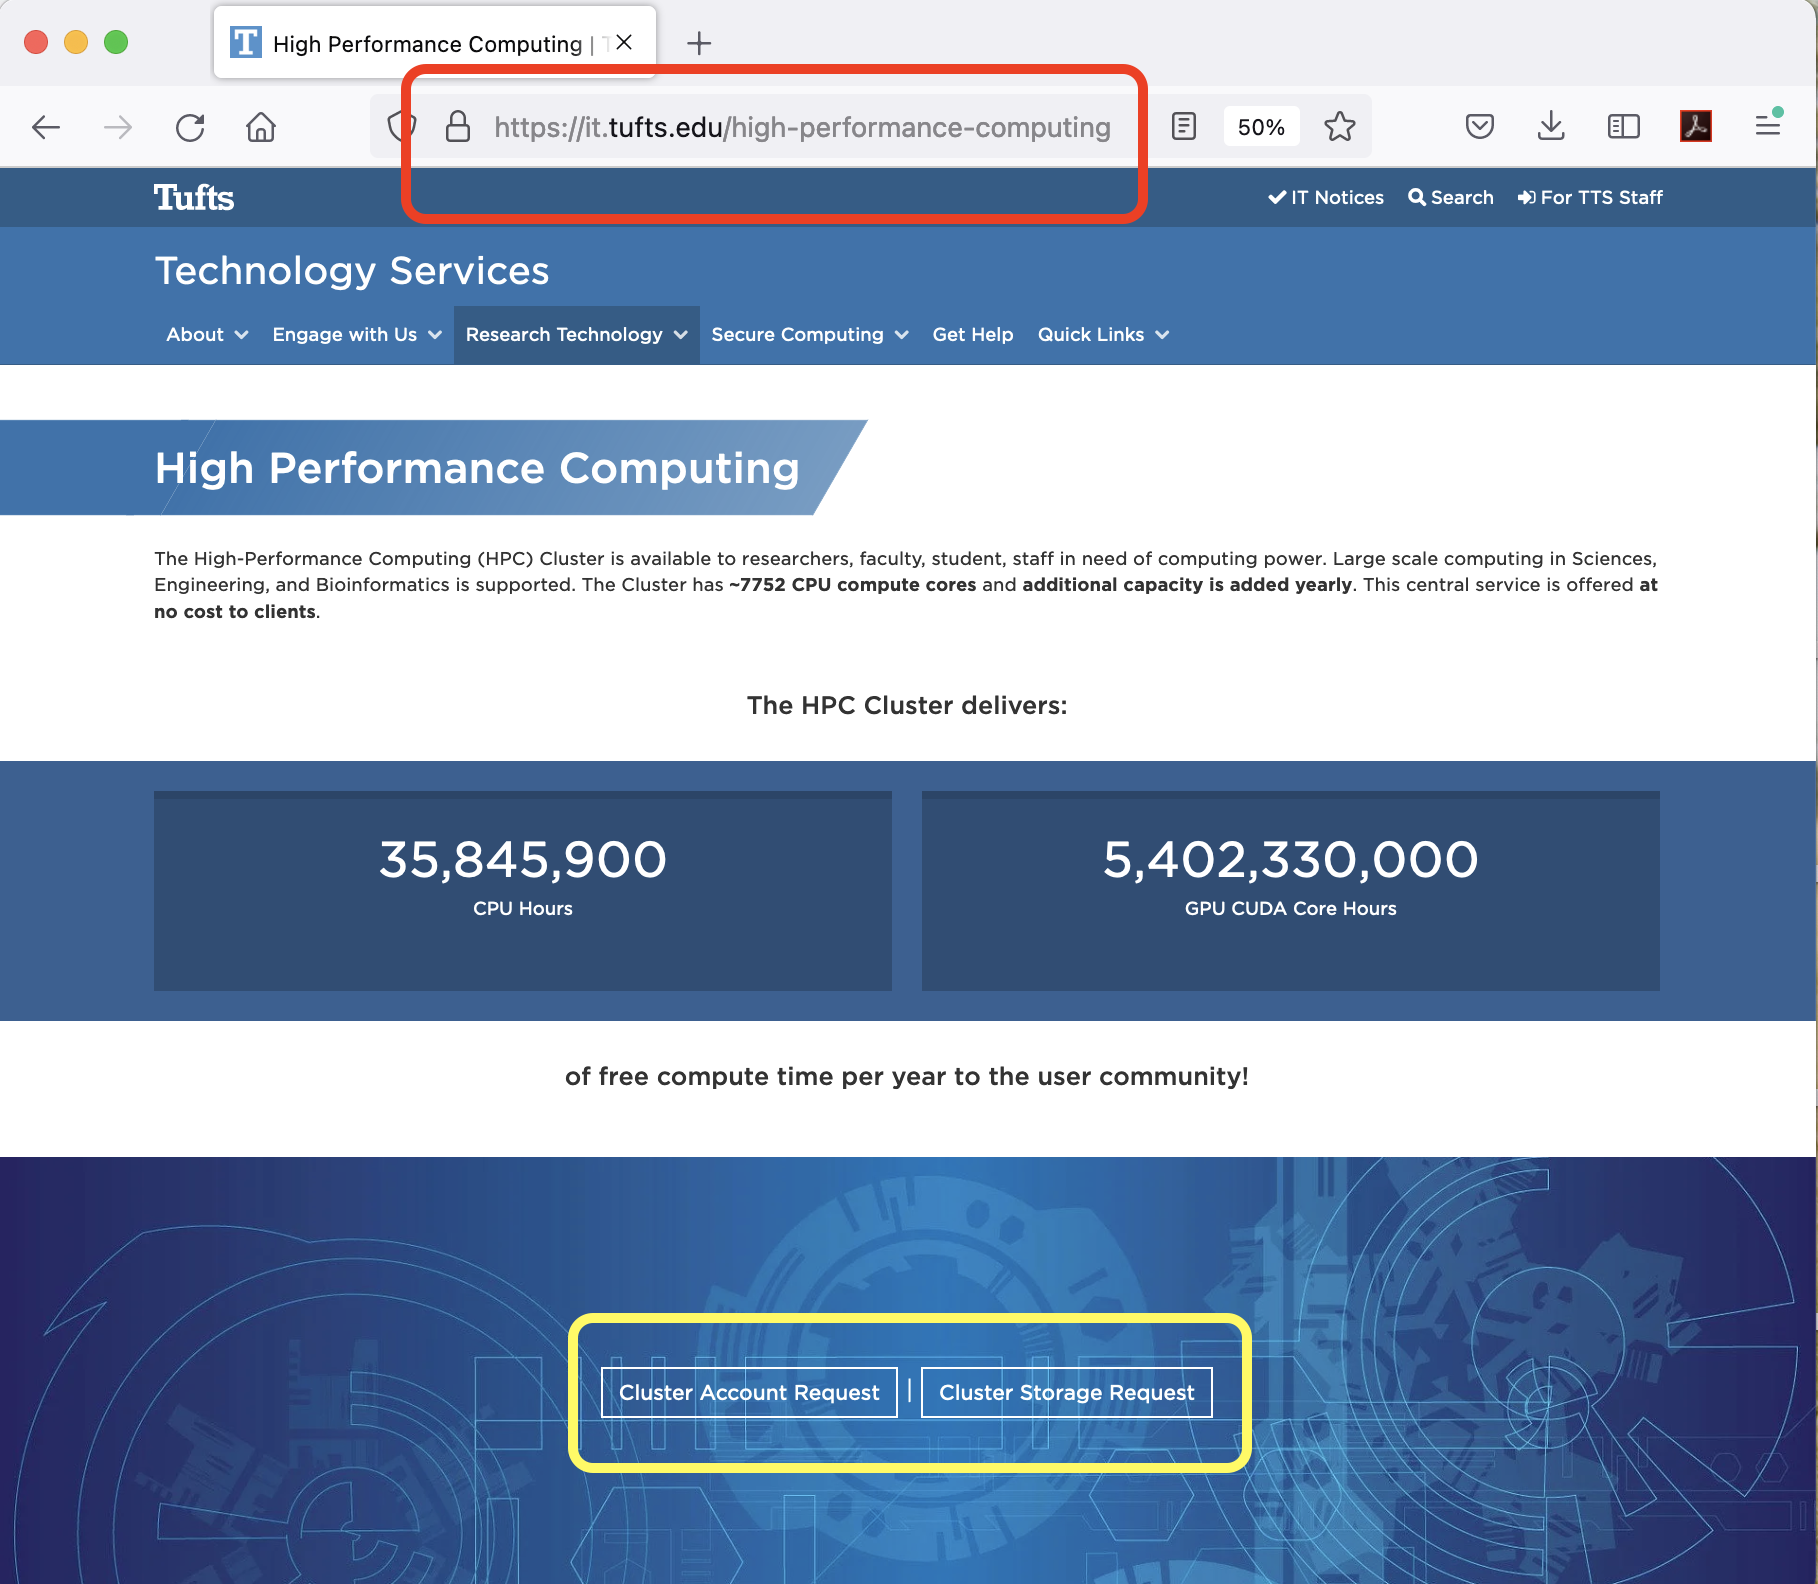 High Performance Computing | T
https://it.tufts.edu/high-performance-computing
50%
Tufts
IT Notices Search For TTS Staff
Technology Services
About Engage with Us Research Technology Secure Computing Get Help Quick Links
High Performance Computing
The High-Performance Computing (HPC) Cluster is available to researchers, faculty, student, staff in need of computing power. Large scale computing in Sciences,
Engineering, and Bioinformatics is supported. The Cluster has ~7752 CPU compute cores and additional capacity is added yearly. This central service is offered at
no cost to clients.
The HPC Cluster delivers:
35,845,900
CPU Hours
5,402,330,000
GPU CUDA Core Hours
of free compute time per year to the user community!
Cluster Account Request | Cluster Storage Request